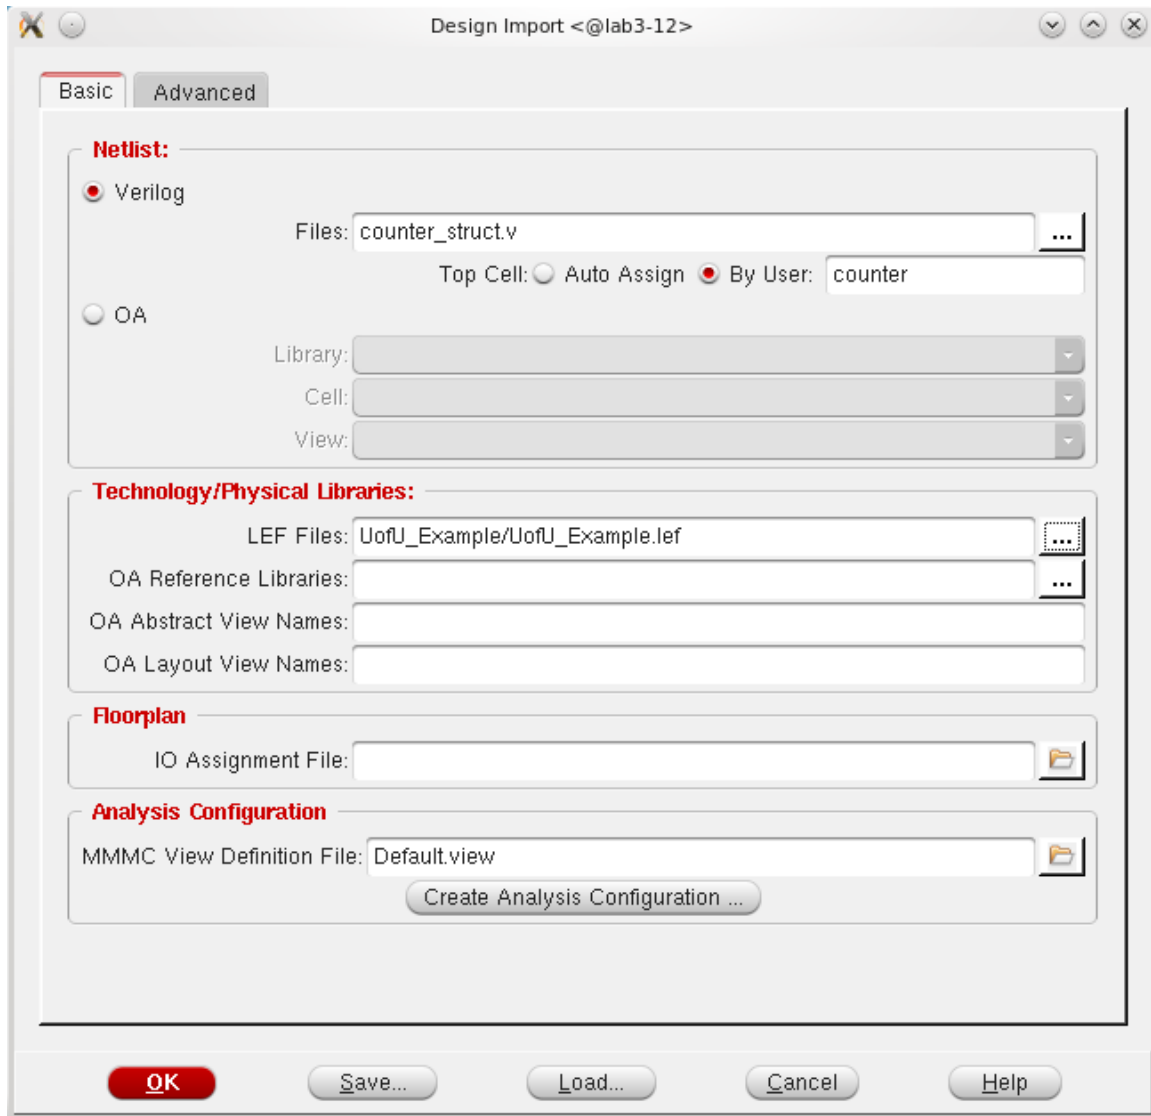 Design Import <@lab3-12>
Basic Advanced
Netlist:
Verilog
Files: counter_struct.v ...
Top Cell: Auto Assign By User: counter
OA
Library:
Cell:
View:
Technology/Physical Libraries:
LEF Files: UofU_Example/UofU_Example.lef ...
OA Reference Libraries: ...
OA Abstract View Names:
OA Layout View Names:
Floorplan
IO Assignment File:
Analysis Configuration
MMMC View Definition File: Default.view
Create Analysis Configuration ...
OK Save... Load... Cancel Help